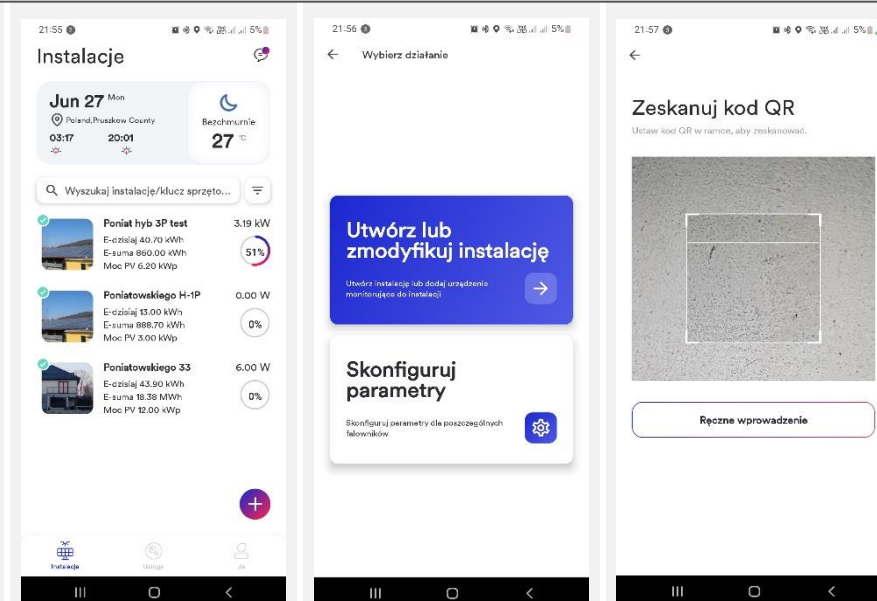 21:55
5%
Instalacje
Jun 27 Mon
Poland,Pruszkow County
03:17 20:01
Bezchmurnie
27 °C
Wyszukaj instalację/klucz sprzęto...
Poniat hyb 3P test 3.19 kW
E-dzisiaj 40.70 kWh
E-suma 860.00 kWh
Moc PV 6.20 kWp
51%
Poniatowskiego H-1P 0.00 W
E-dzisiaj 13.00 kWh
E-suma 888.70 kWh
Moc PV 3.00 kWp
0%
Poniatowskiego 33 6.00 W
E-dzisiaj 43.90 kWh
E-suma 18.38 MWh
Moc PV 12.00 kWp
0%
Instalacje
Usługa
Ja
21:56
5%
Wybierz działanie
Utwórz lub
zmodyfikuj instalację
Utwórz instalację lub dodaj urządzenie
monitorujące do instalacji
Skonfiguruj
parametry
Skonfiguruj parametry dla poszczególnych
falowników
21:57
5%
Zeskanuj kod QR
Ustaw kod QR w ramce, aby zeskanować.
Ręczne wprowadzenie